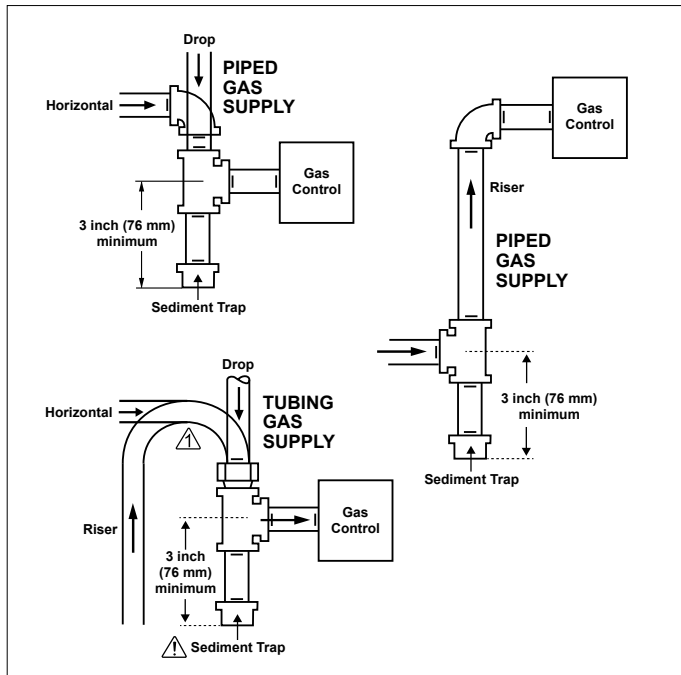 Drop
PIPED
GAS
SUPPLY
Horizontal
Gas
Control
3 inch (76 mm)
minimum
Sediment Trap
Gas
Control
Riser
PIPED
GAS
SUPPLY
3 inch (76 mm)
minimum
Sediment Trap
Drop
Horizontal
TUBING
GAS
SUPPLY
1
Riser
Gas
Control
3 inch
(76 mm)
minimum
! Sediment Trap